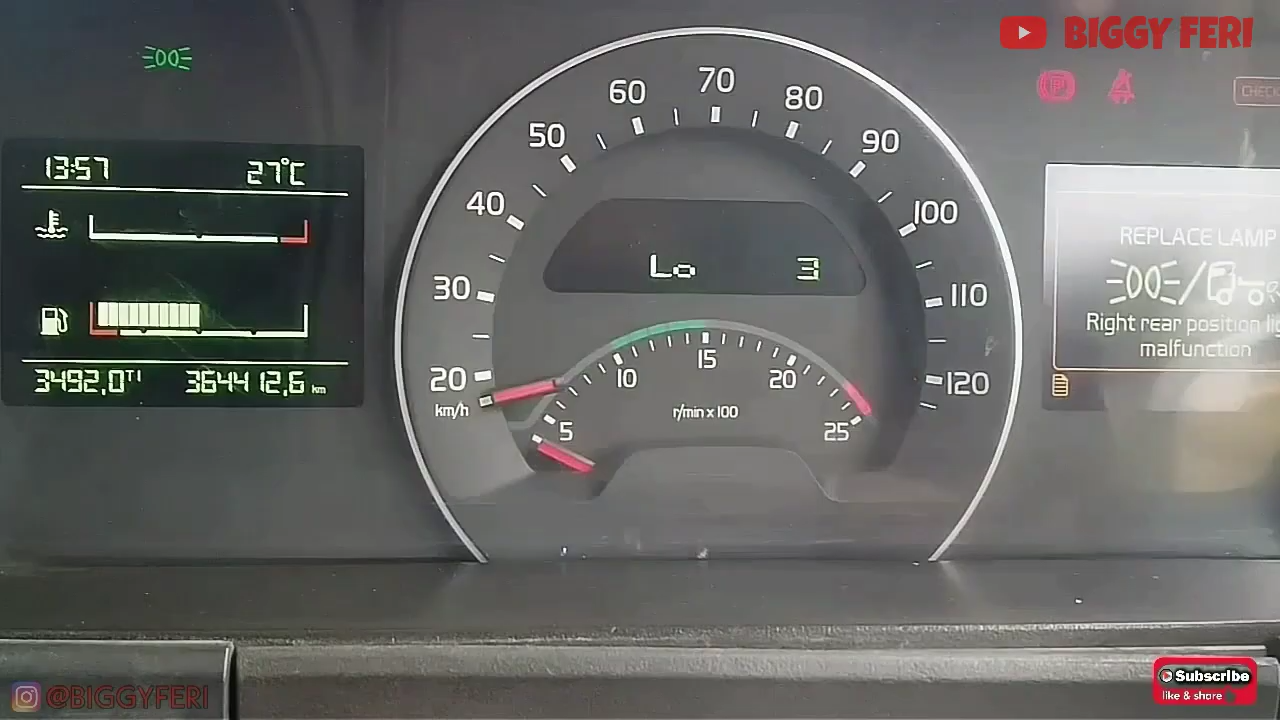 BIGGY FERI
CHECK
13:57 27°C
60 70 80
50 90
40 100
30 110
20 120
km/h
Lo 3
5 10 15 20 25
r/min x 100
3492,0 T1 364412,6 km
REPLACE LAMP
Right rear position
malfunction
@BIGGYFERI
Subscribe
like & share